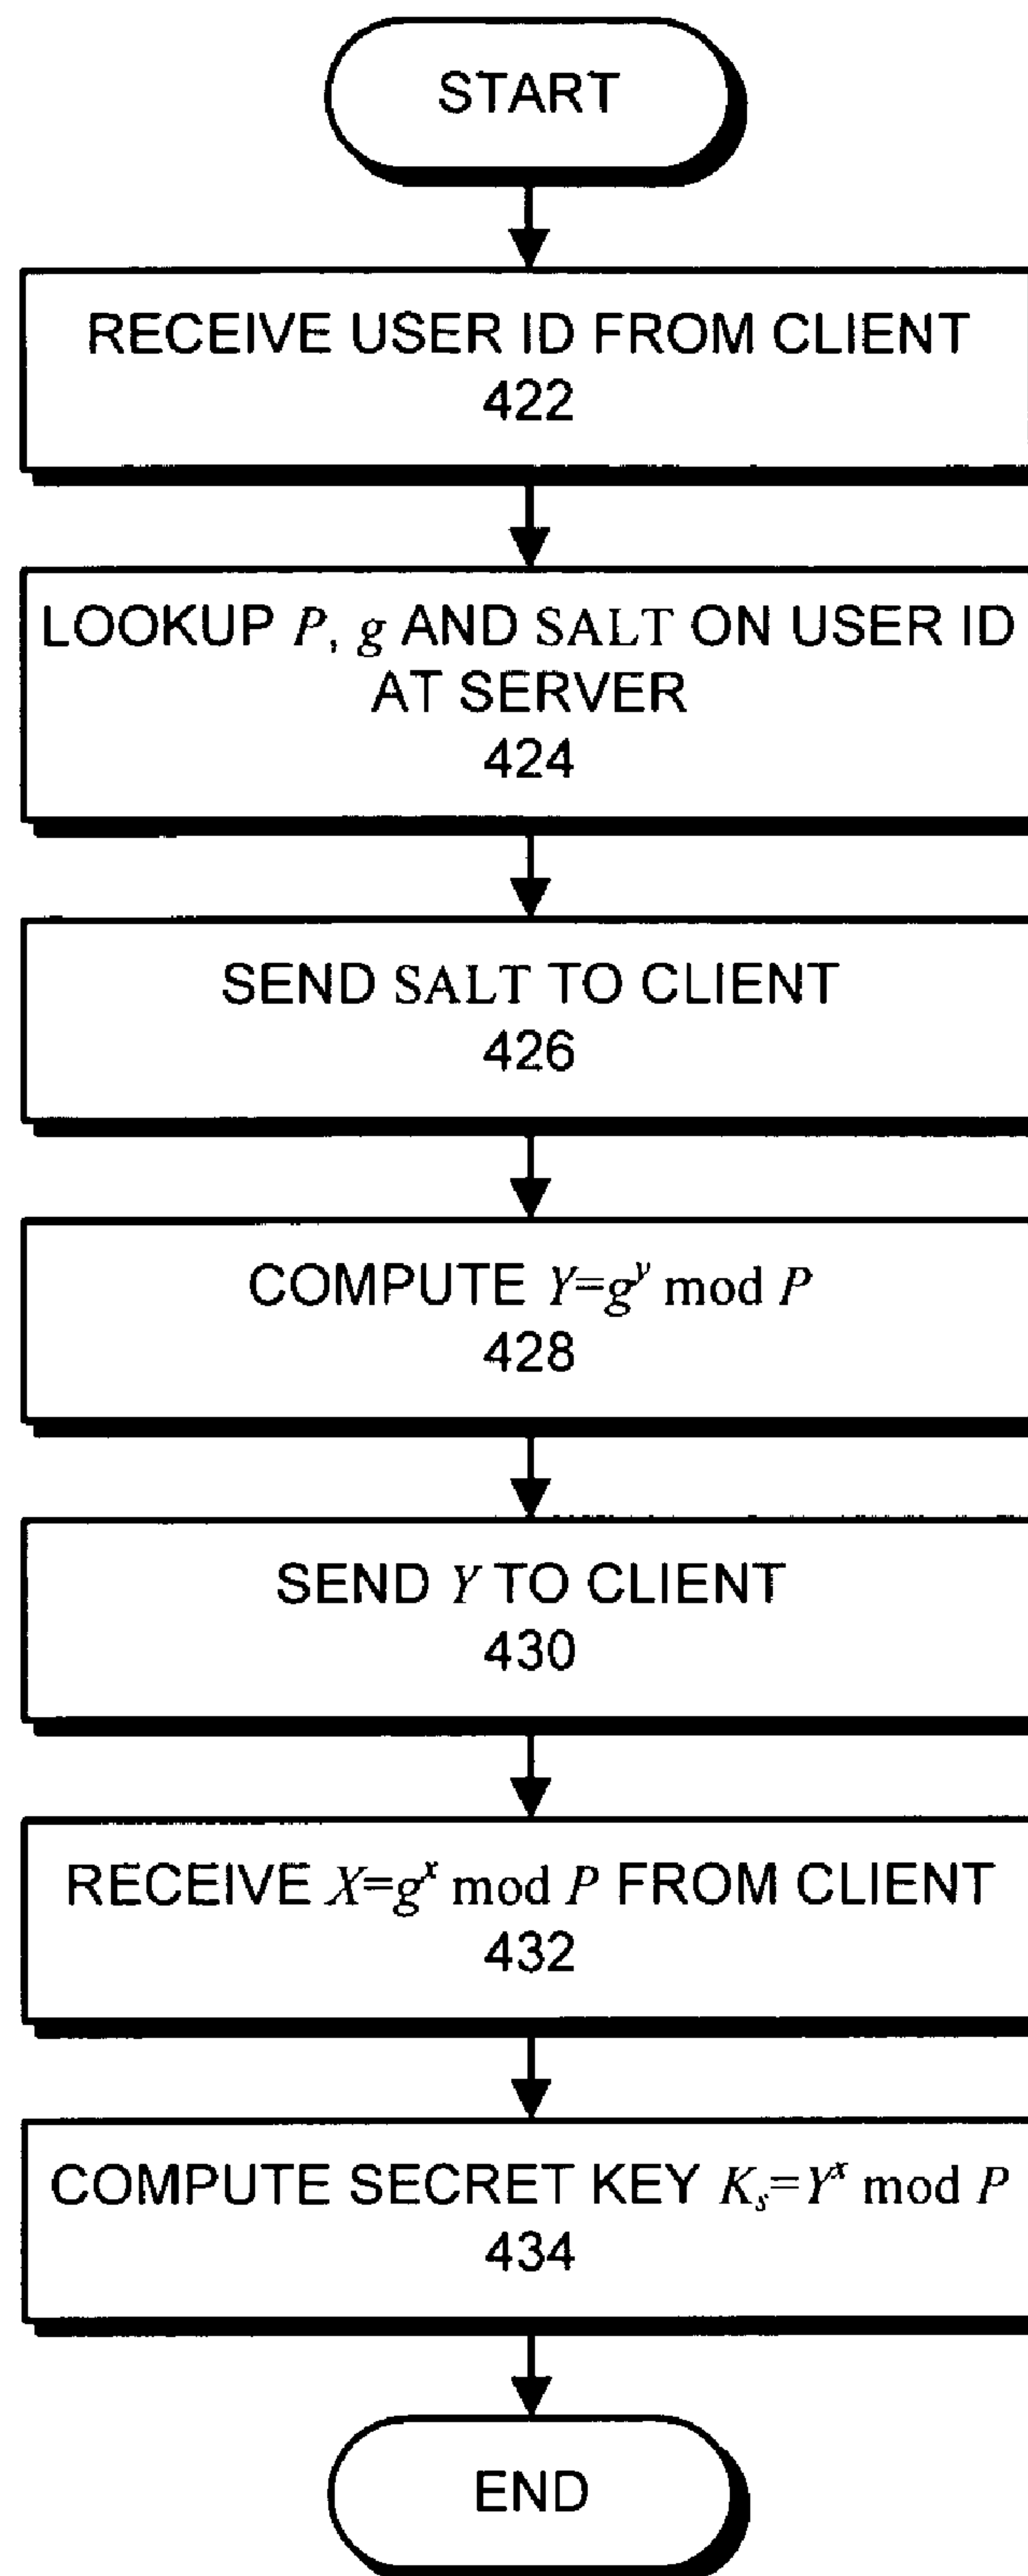 START
RECEIVE USER ID FROM CLIENT
422
LOOKUP P, g AND SALT ON USER ID
AT SERVER
424
SEND SALT TO CLIENT
426
COMPUTE Y=g^y mod P
428
SEND Y TO CLIENT
430
RECEIVE X=g^x mod P FROM CLIENT
432
COMPUTE SECRET KEY K_s=Y^x mod P
434
END